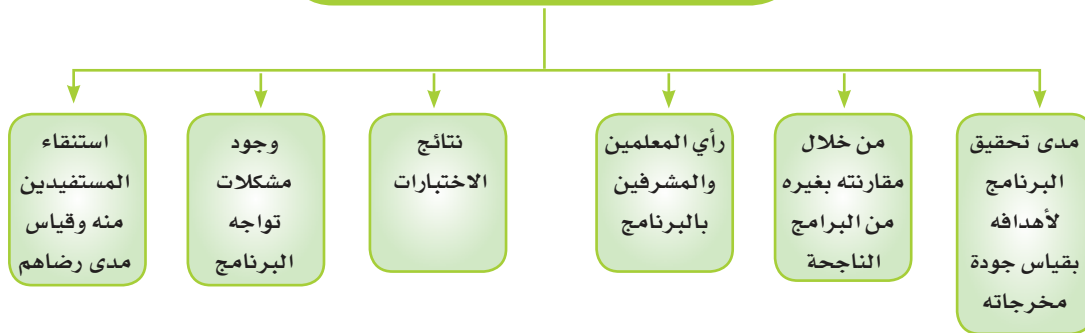 مدى تحقيق
البرنامج
لأهدافه
بقياس جودة
مخرجاته
من خلال
مقارنته بغيره
من البرامج
الناجحة
رأي المعلمين
والمشرفين
بالبرنامج
نتائج
الاختبارات
وجود
مشكلات
تواجه
البرنامج
استنقاء
المستفيدين
منه وقياس
مدى رضاهم